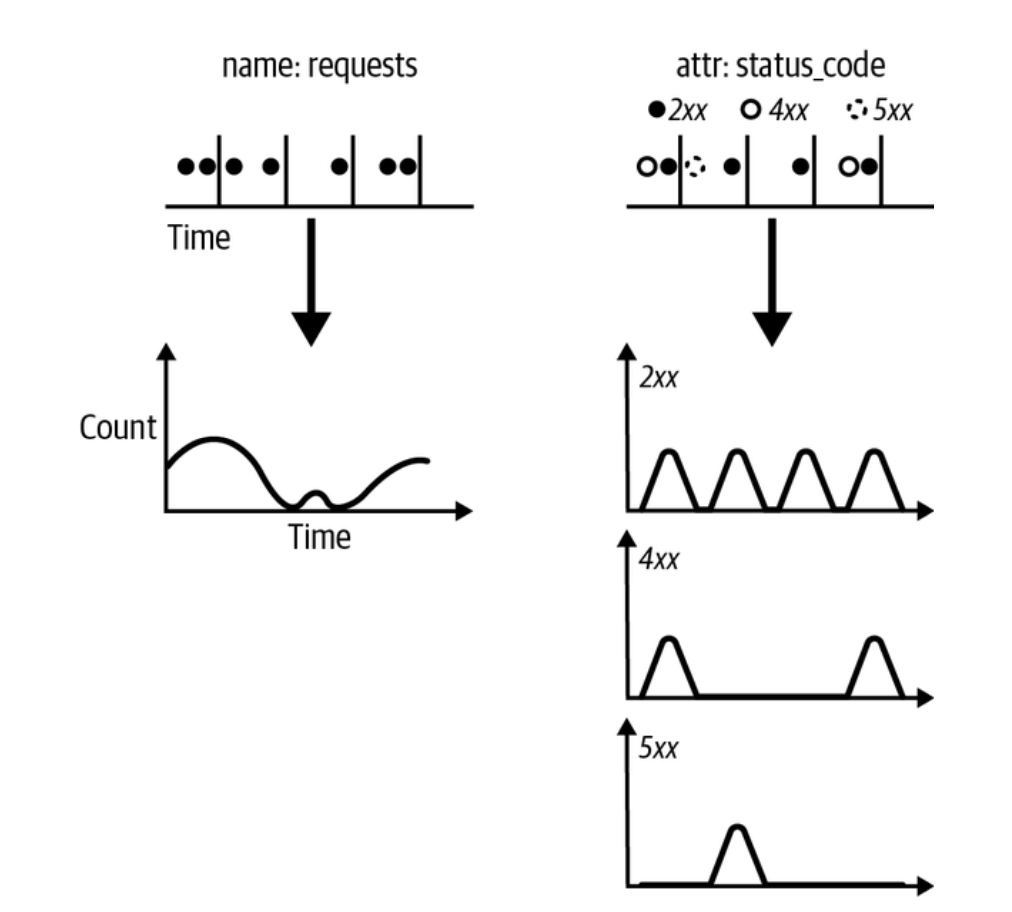 name: requests
Time
Count
Time
attr: status_code
2xx 4xx 5xx
2xx
4xx
5xx